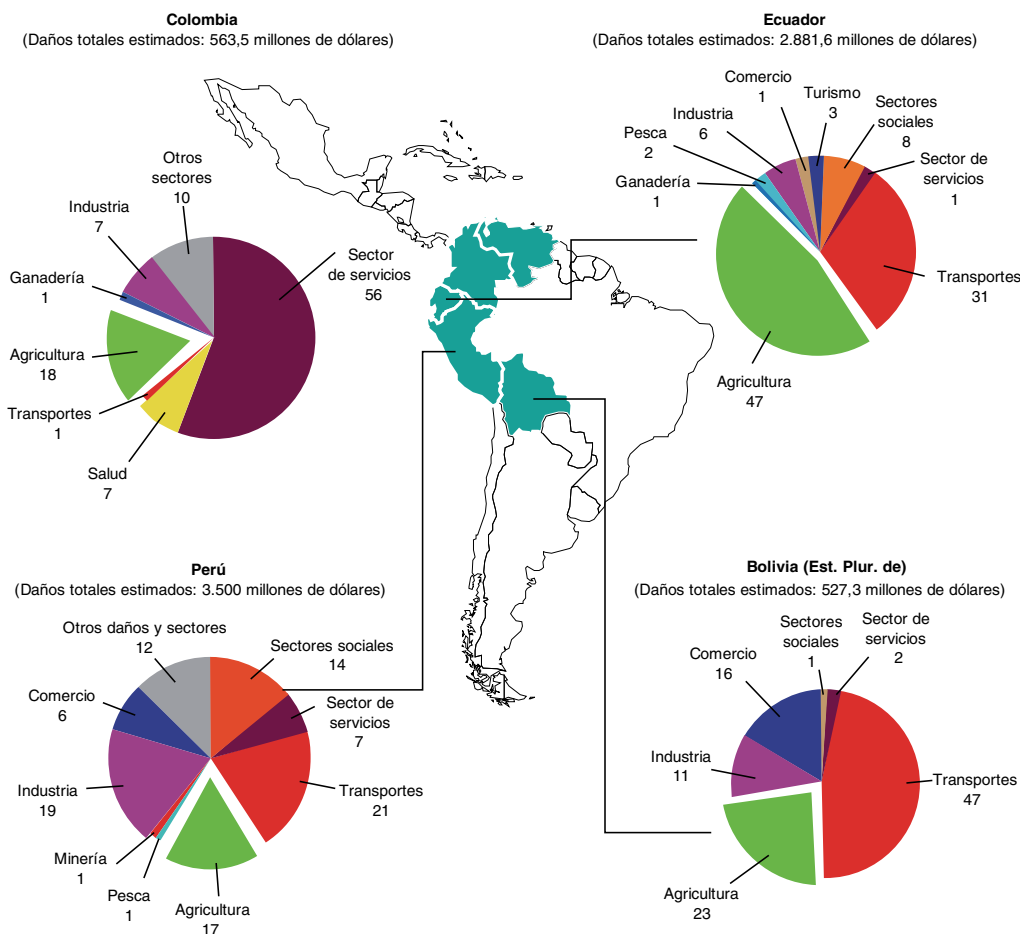 Colombia
(Daños totales estimados: 563,5 millones de dólares)
Otros
sectores
10
Industria
7
Ganadería
1
Agricultura
18
Transportes
1
Salud
7
Sector
de servicios
56
Ecuador
(Daños totales estimados: 2.881,6 millones de dólares)
Comercio
1
Turismo
3
Industria
6
Sectores
sociales
8
Pesca
2
Sector de
servicios
1
Ganadería
1
Transportes
31
Agricultura
47
Perú
(Daños totales estimados: 3.500 millones de dólares)
Otros daños y sectores
12
Sectores sociales
14
Comercio
6
Sector de
servicios
7
Industria
19
Transportes
21
Minería
1
Pesca
1
Agricultura
17
Bolivia (Est. Plur. de)
(Daños totales estimados: 527,3 millones de dólares)
Sectores
sociales
1
Sector de
servicios
2
Comercio
16
Industria
11
Transportes
47
Agricultura
23